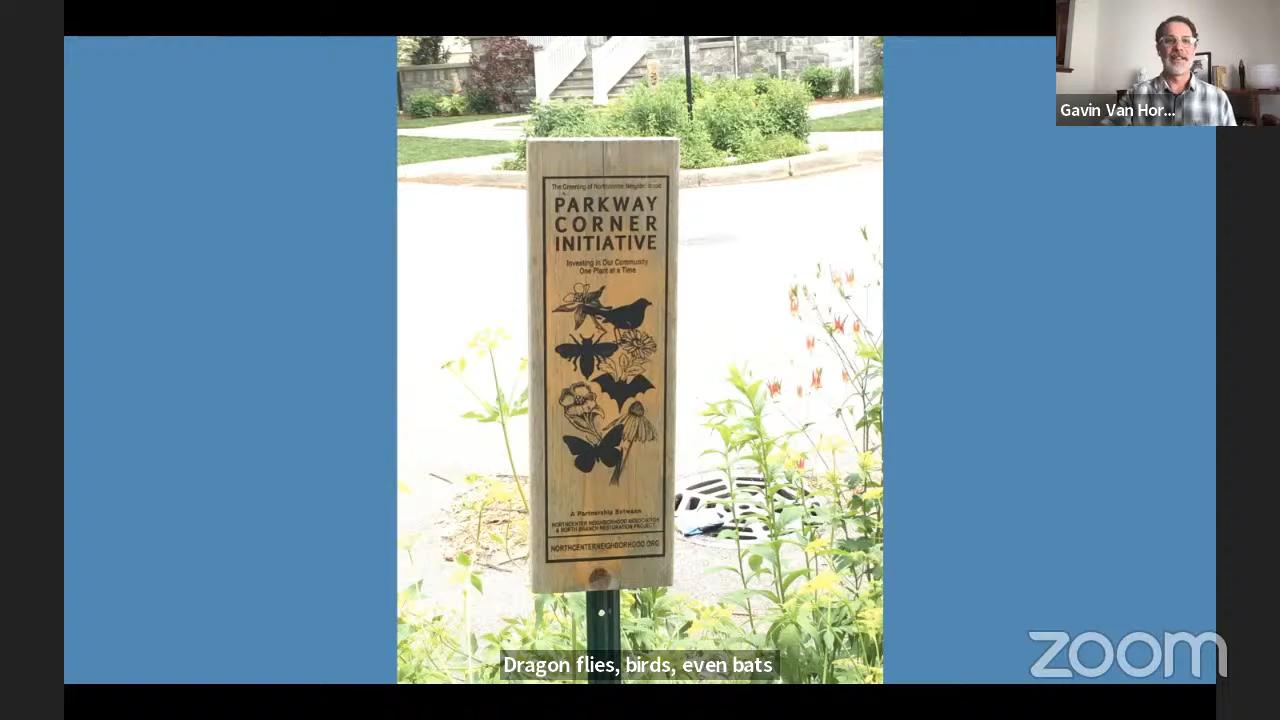 Gavin Van Hor...
The Greening of Northcenter Neighborhood
PARKWAY
CORNER
INITIATIVE
Investing in Our Community
One Plant at a Time
A Partnership Between
NORTHCENTER NEIGHBORHOOD ASSOCIATION
& NORTH BRANCH RESTORATION PROJECT
NORTHCENTERNEIGHBORHOOD.ORG
Dragon flies, birds, even bats
zoom